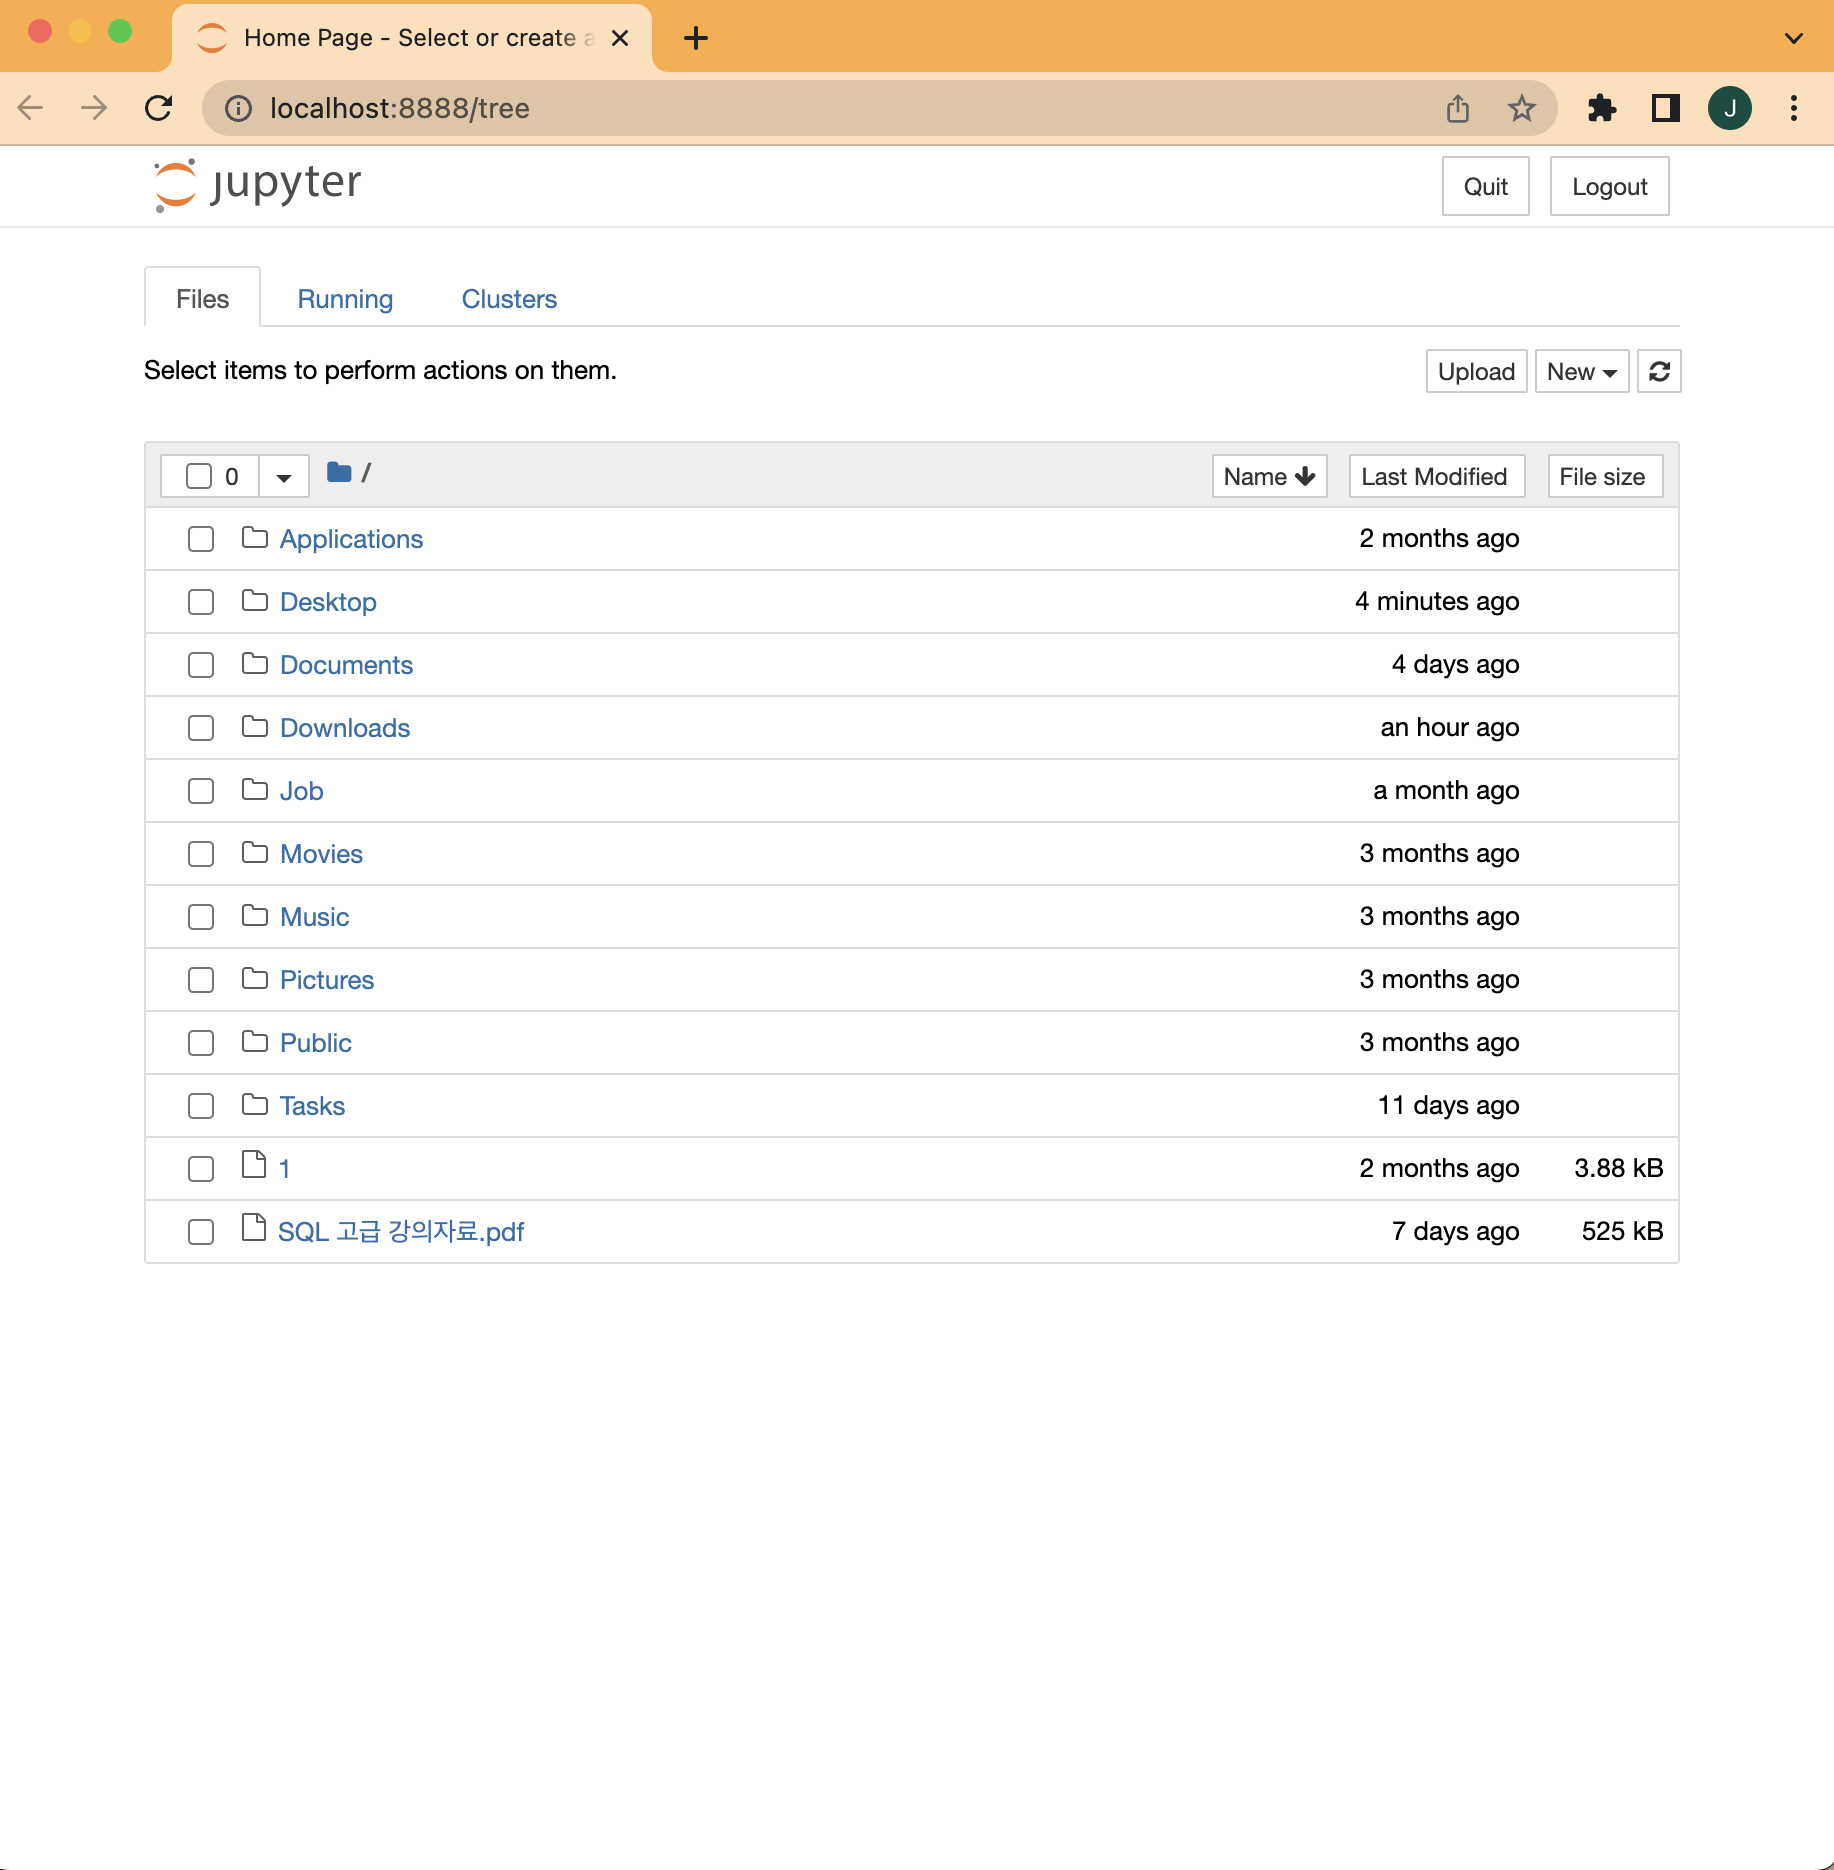 Home Page - Select or create a
localhost:8888/tree
J
jupyter
Quit
Logout
Files
Running
Clusters
Select items to perform actions on them.
Upload
New
0
/
Name
Last Modified
File size
Applications
2 months ago
Desktop
4 minutes ago
Documents
4 days ago
Downloads
an hour ago
Job
a month ago
Movies
3 months ago
Music
3 months ago
Pictures
3 months ago
Public
3 months ago
Tasks
11 days ago
1
2 months ago
3.88 kB
SQL 고급 강의자료.pdf
7 days ago
525 kB